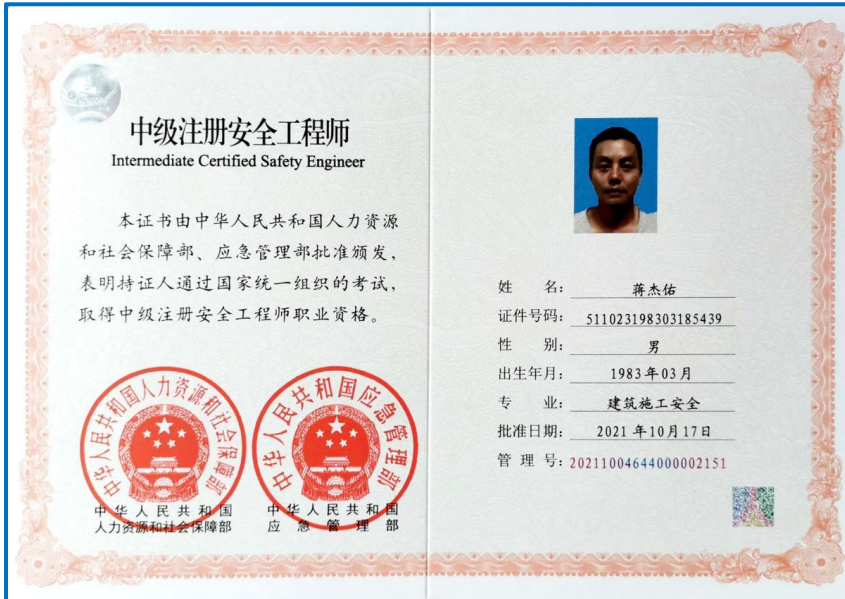 中级注册安全工程师
Intermediate Certified Safety Engineer
本证书由中华人民共和国人力资源
和社会保障部、应急管理部批准颁发,
表明持证人通过国家统一组织的考试,
取得中级注册安全工程师职业资格。
中华人民共和国人力资源和社会保障部
中华人民共和国应急管理部
中华人民共和国
人力资源和社会保障部
中华人民共和国
应急管理部
姓名: 蒋杰佑
证件号码: 511023198303185439
性别: 男
出生年月: 1983年03月
专业: 建筑施工安全
批准日期: 2021年10月17日
管理号: 20211004644000002151